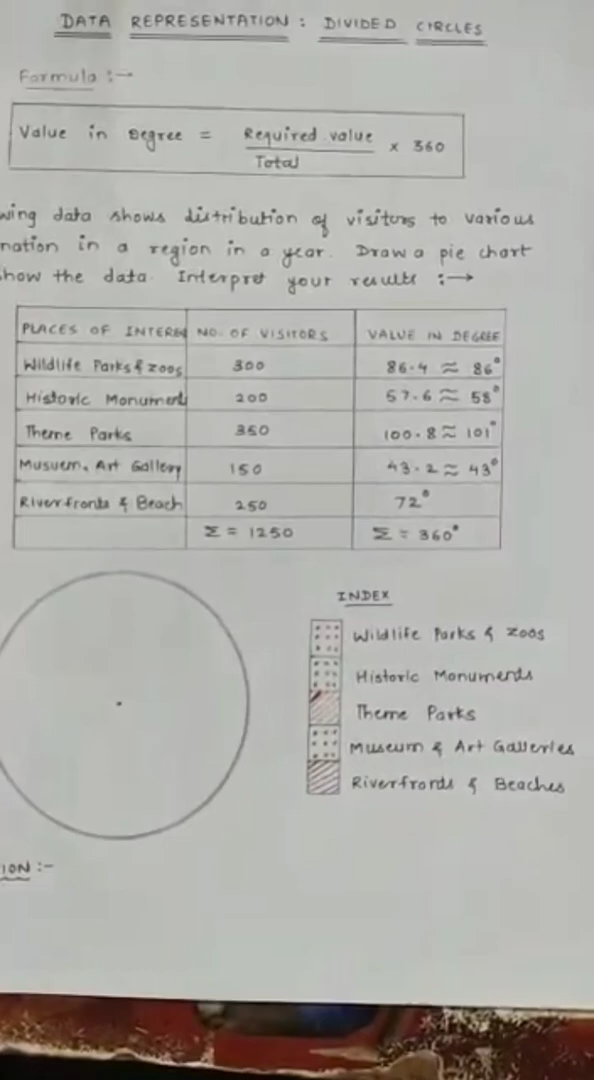 DATA REPRESENTATION : DIVIDED CIRCLES
Formula :→
Value in Degree = Required value / Total × 360
wing data shows distribution of visitors to various
nation in a region in a year. Draw a pie chart
show the data. Interpret your results :→
PLACES OF INTEREN NO. OF VISITORS VALUE IN DEGREE
Wildlife Parks & zoos 300 86.4 ≈ 86°
Historic Monument 200 57.6 ≈ 58°
Theme Parks 350 100.8 ≈ 101°
Musuem, Art Gallery 150 43.2 ≈ 43°
Riverfronts & Beach 250 72°
Σ = 1250 Σ = 360°
INDEX
Wildlife Parks & Zoos
Historic Monuments
Theme Parks
Museum & Art Galleries
Riverfronds & Beaches
ION :-